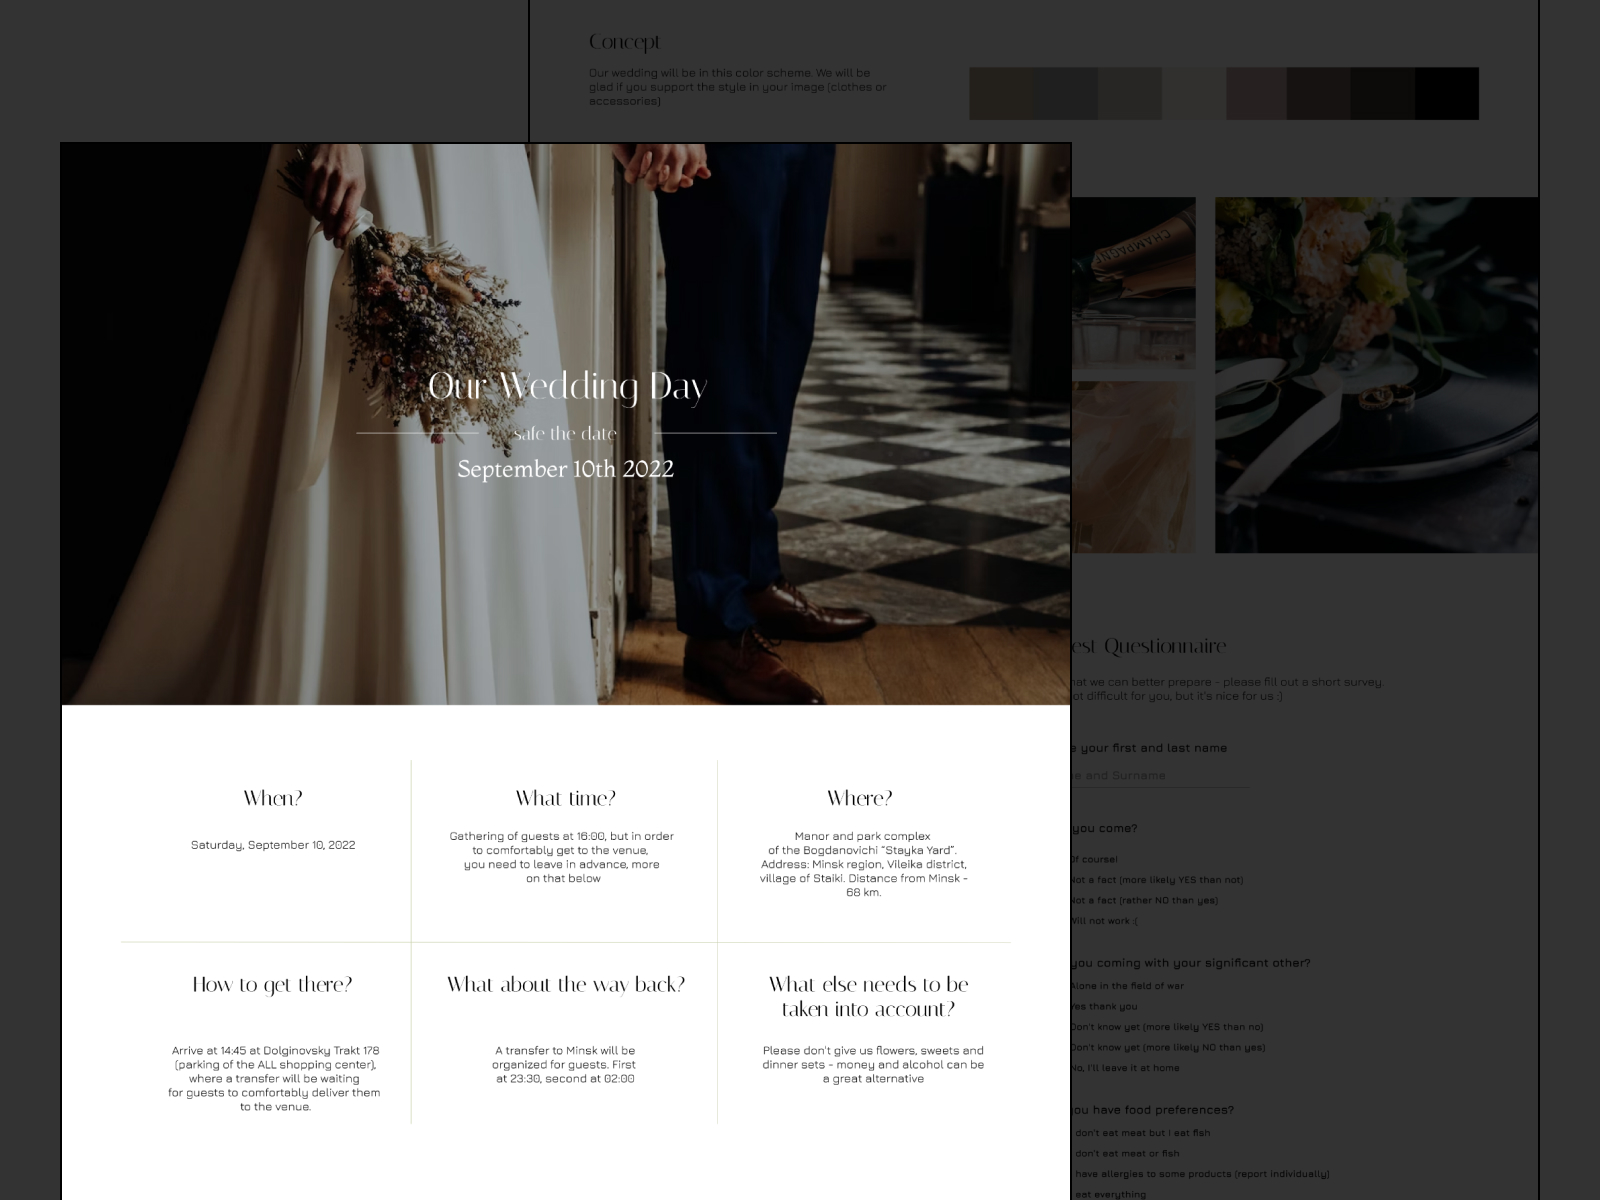 Concept
Our wedding will be in this color scheme. We will be
glad if you support the style in your image (clothes or
accessories)
CHAMPAGN
Our Wedding Day
safe the date
September 10th 2022
When?
Saturday, September 10, 2022
What time?
Gathering of guests at 16:00, but in order
to comfortably get to the venue,
you need to leave in advance, more
on that below
Where?
Manor and park complex
of the Bogdanovichi "Stayka Yard".
Address: Minsk region, Vileika district,
village of Staiki. Distance from Minsk -
68 km.
How to get there?
Arrive at 14:45 at Dolginovsky Trakt 178
(parking of the ALL shopping center),
where a transfer will be waiting
for guests to comfortably deliver them
to the venue.
What about the way back?
A transfer to Minsk will be
organized for guests. First
at 23:30, second at 02:00
What else needs to be
taken into account?
Please don't give us flowers, sweets and
dinner sets - money and alcohol can be
a great alternative
est Questionnaire
hat we can better prepare - please fill out a short survey.
ot difficult for you, but it's nice for us :)
e your first and last name
e and Surname
you come?
Of course!
Not a fact (more likely YES than not)
Not a fact (rather NO than yes)
Will not work :(
you coming with your significant other?
Alone in the field of war
Yes thank you
Don't know yet (more likely YES than no)
Don't know yet (more likely NO than yes)
No, I'll leave it at home
you have food preferences?
don't eat meat but I eat fish
don't eat meat or fish
have allergies to some products (report individually)
eat everything